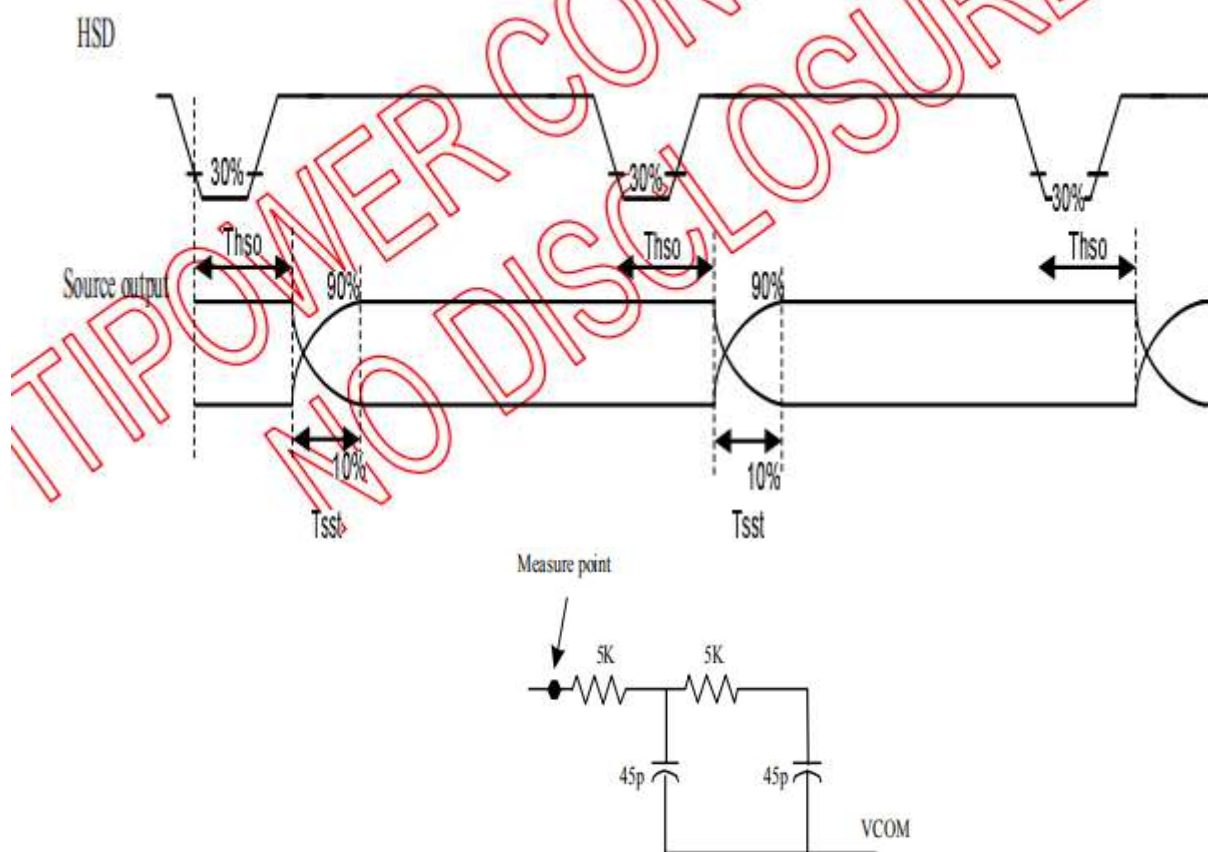 HSD
TIPOWER CON
NO DISCLOSURE
30%
30%
30%
Thso
Thso
Thso
Source output
90%
90%
10%
10%
Tsst
Tsst
Measure point
5K
5K
45p
45p
VCOM